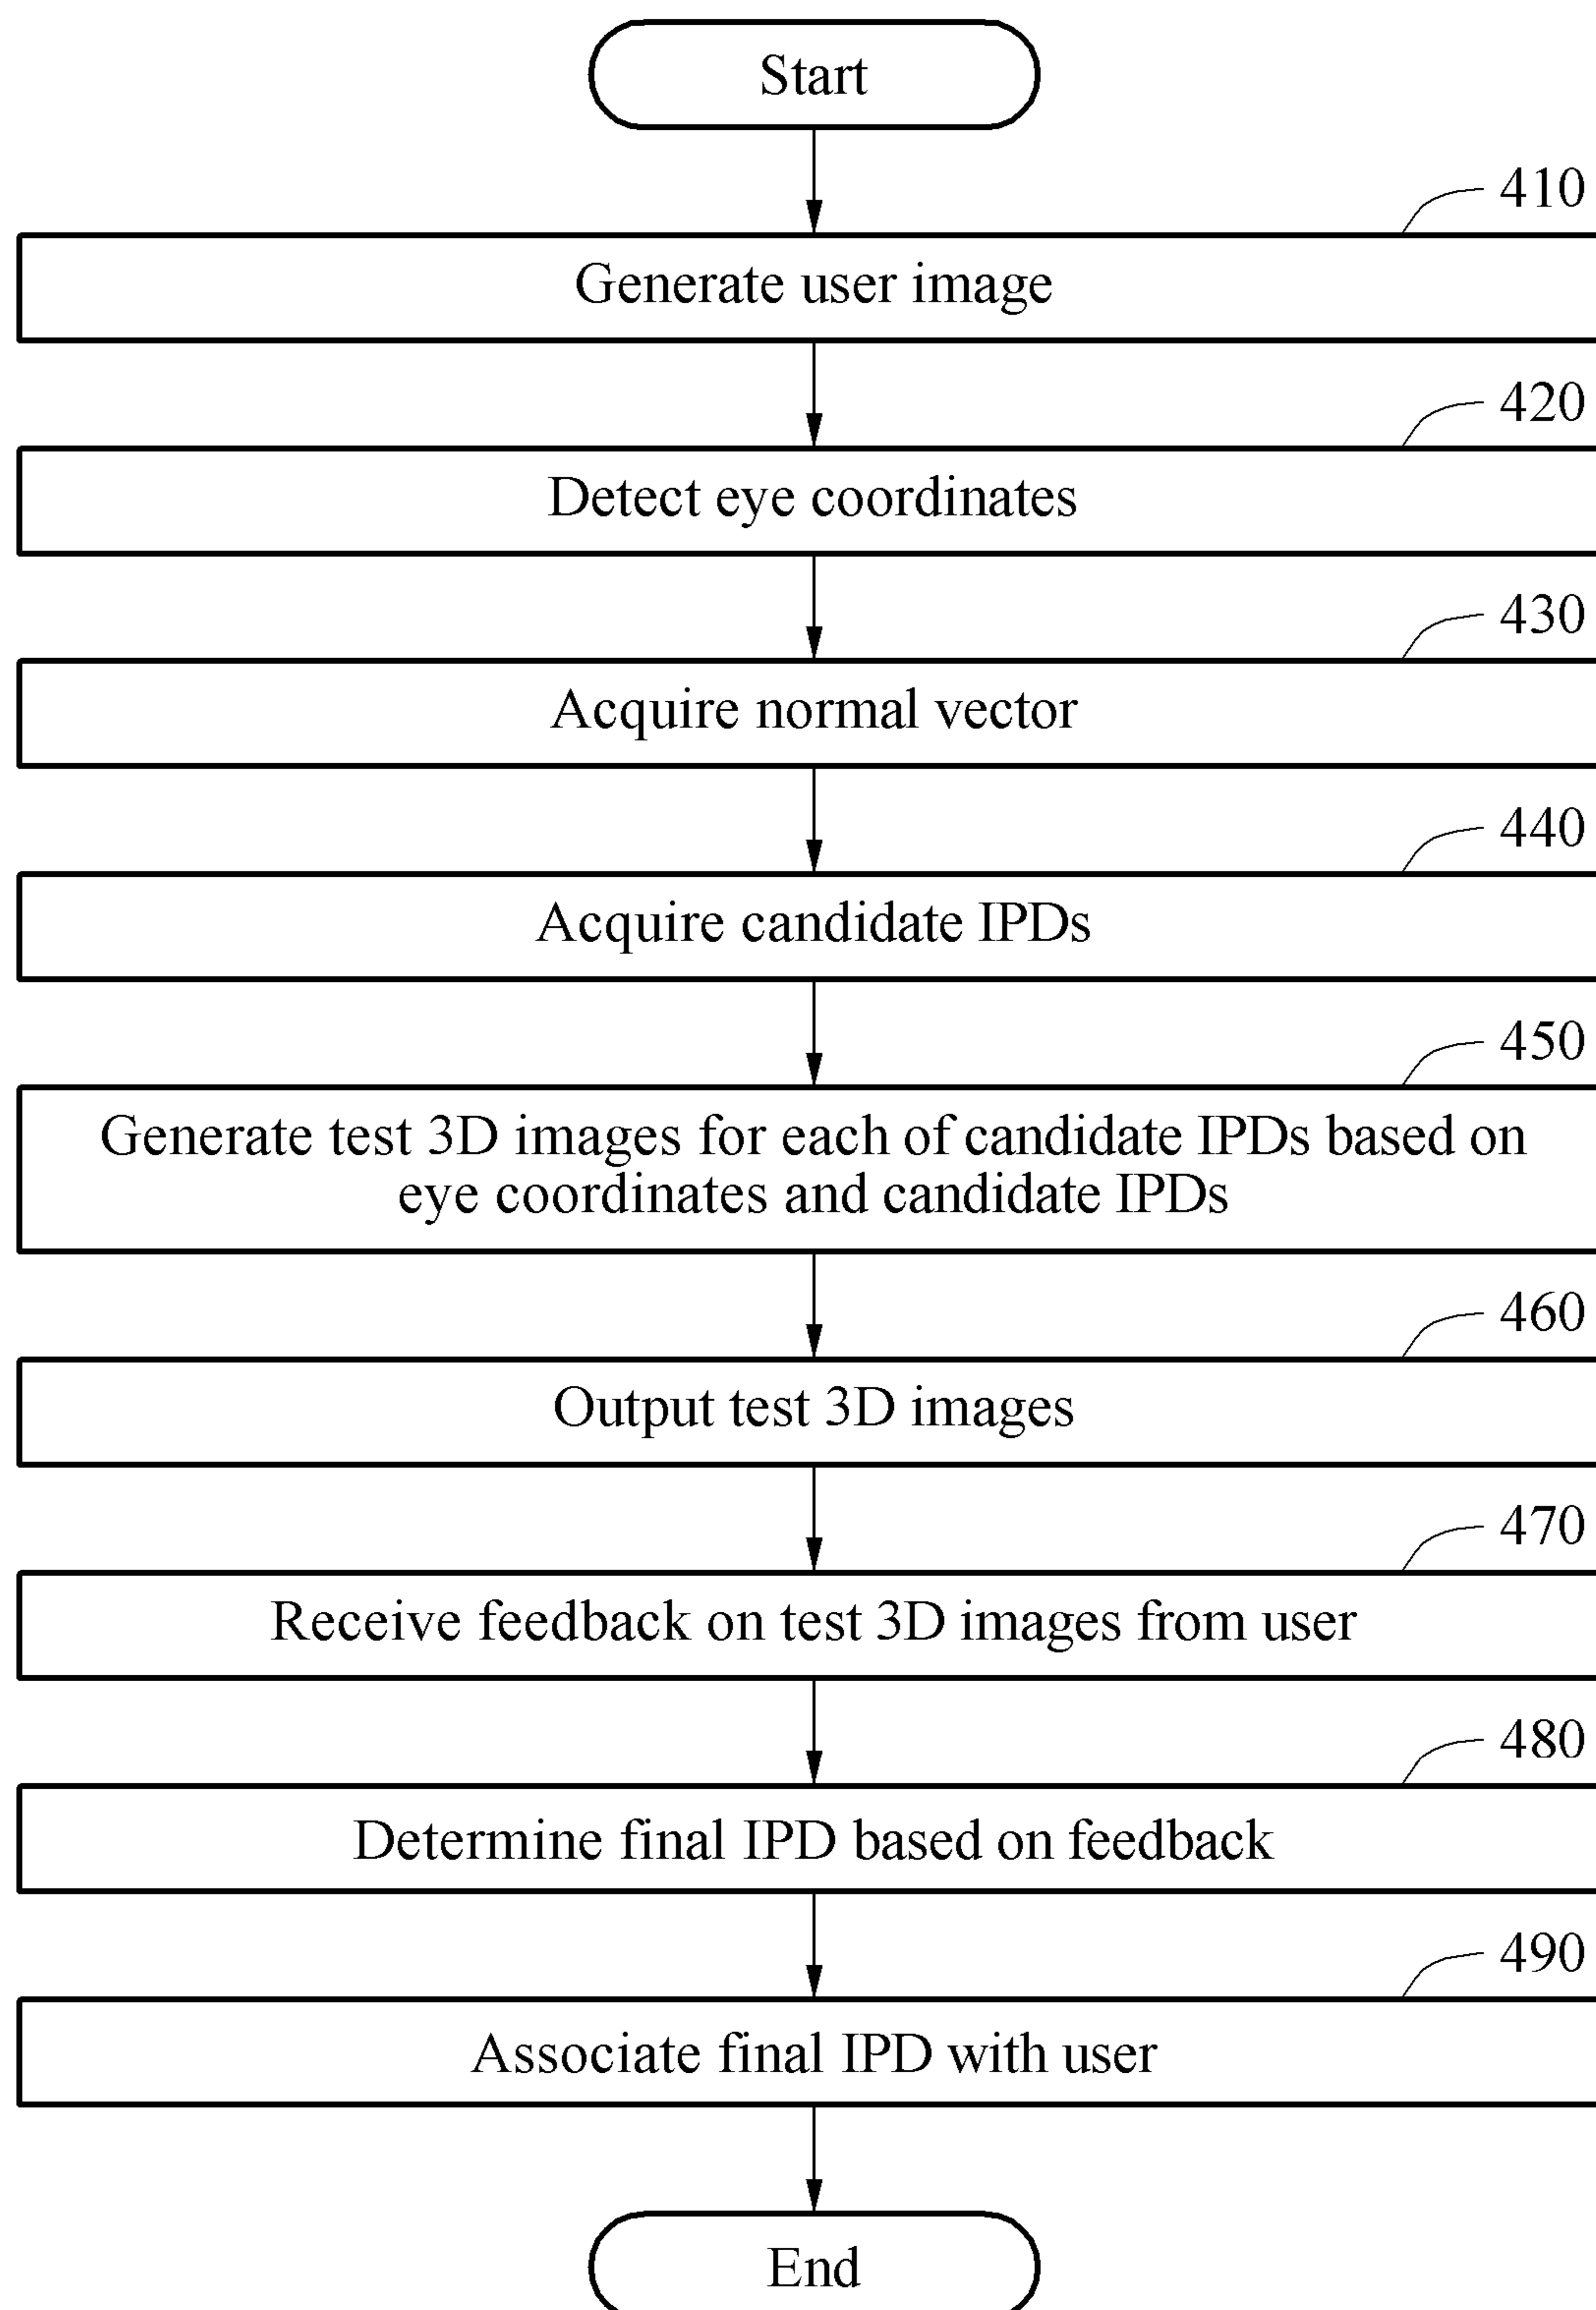 Start
410
Generate user image
420
Detect eye coordinates
430
Acquire normal vector
440
Acquire candidate IPDs
450
Generate test 3D images for each of candidate IPDs based on
eye coordinates and candidate IPDs
460
Output test 3D images
470
Receive feedback on test 3D images from user
480
Determine final IPD based on feedback
490
Associate final IPD with user
End